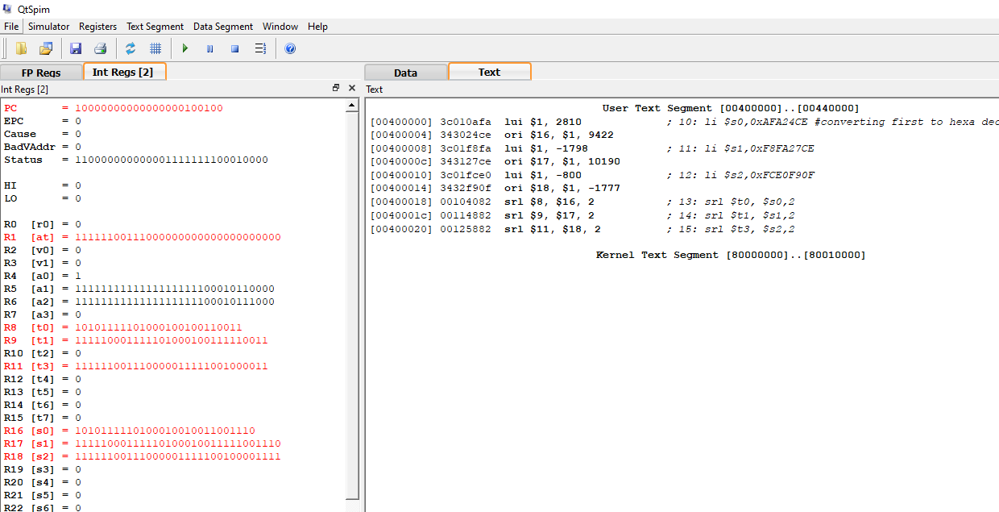 QtSpim
File Simulator Registers Text Segment Data Segment Window Help
FP Regs Int Regs [2] Data Text
Int Regs [2] Text
PC = 10000000000000000100100
EPC = 0
Cause = 0
BadVAddr = 0
Status = 110000000000001111111100010000
HI = 0
LO = 0
R0 [r0] = 0
R1 [at] = 11111100111000000000000000000000
R2 [v0] = 0
R3 [v1] = 0
R4 [a0] = 1
R5 [a1] = 1111111111111111111100010110000
R6 [a2] = 1111111111111111111100010111000
R7 [a3] = 0
R8 [t0] = 10101111101000100100110011
R9 [t1] = 111110001111101000100111110011
R10 [t2] = 0
R11 [t3] = 111111001110000011111001000011
R12 [t4] = 0
R13 [t5] = 0
R14 [t6] = 0
R15 [t7] = 0
R16 [s0] = 1010111110100010010011001110
R17 [s1] = 11111000111110100010011111001110
R18 [s2] = 11111100111000001111100100001111
R19 [s3] = 0
R20 [s4] = 0
R21 [s5] = 0
R22 [s6] = 0
User Text Segment [00400000]..[00440000]
[00400000] 3c010afa lui $1, 2810 ; 10: li $s0,0xAFA24CE #converting first to hexa dec
[00400004] 343024ce ori $16, $1, 9422
[00400008] 3c01f8fa lui $1, -1798 ; 11: li $s1,0xF8FA27CE
[0040000c] 343127ce ori $17, $1, 10190
[00400010] 3c01fce0 lui $1, -800 ; 12: li $s2,0xFCE0F90F
[00400014] 3432f90f ori $18, $1, -1777
[00400018] 00104082 srl $8, $16, 2 ; 13: srl $t0, $s0,2
[0040001c] 00114882 srl $9, $17, 2 ; 14: srl $t1, $s1,2
[00400020] 00125882 srl $11, $18, 2 ; 15: srl $t3, $s2,2
Kernel Text Segment [80000000]..[80010000]